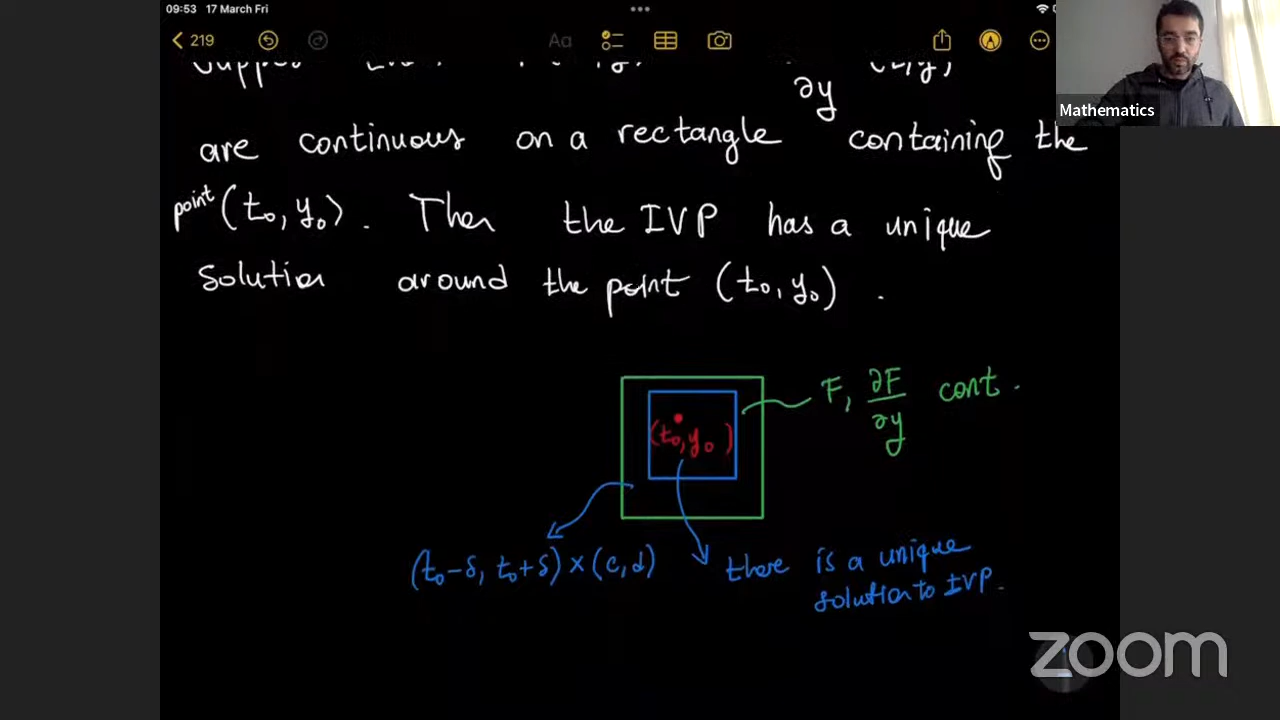 09:53 17 March Fri
219
Aa
Mathematics
∂y
are continuous on a rectangle containing the
point (t₀, y₀). Then the IVP has a unique
solution around the point (t₀, y₀).
F, ∂F/∂y cont.
(t₀, y₀)
(t₀-δ, t₀+δ) × (c, d)
there is a unique
solution to IVP.
zoom